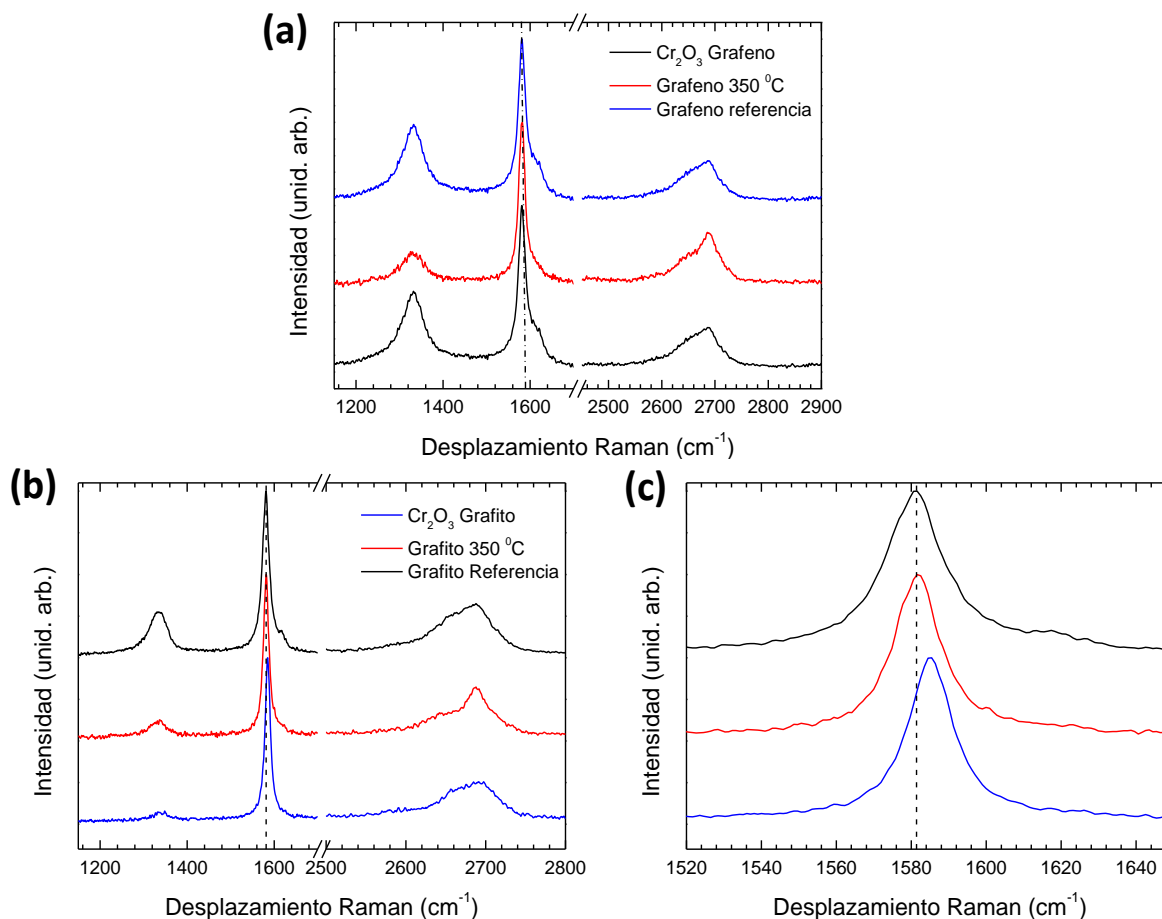 (a)
Cr₂O₃ Grafeno
Grafeno 350 ⁰C
Grafeno referencia
Intensidad (unid. arb.)
1200 1400 1600 2500 2600 2700 2800 2900
Desplazamiento Raman (cm⁻¹)
(b)
Cr₂O₃ Grafito
Grafito 350 ⁰C
Grafito Referencia
Intensidad (unid. arb.)
1200 1400 1600 2500 2600 2700 2800
Desplazamiento Raman (cm⁻¹)
(c)
Intensidad (unid. arb.)
1520 1540 1560 1580 1600 1620 1640
Desplazamiento Raman (cm⁻¹)